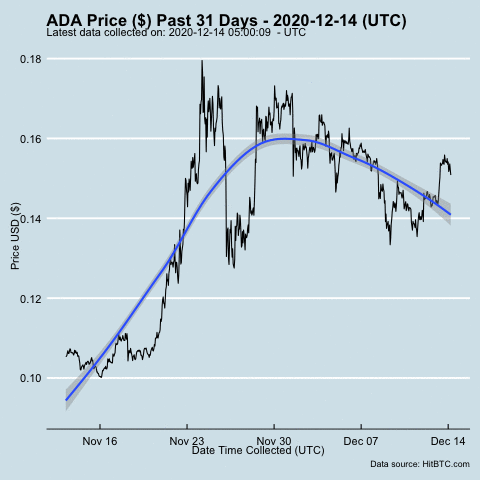 ADA Price ($) Past 31 Days - 2020-12-14 (UTC)
Latest data collected on: 2020-12-14 05:00:09 - UTC
0.18
0.16
0.14
0.12
0.10
Price USD ($)
Nov 16
Nov 23
Nov 30
Dec 07
Dec 14
Date Time Collected (UTC)
Data source: HitBTC.com